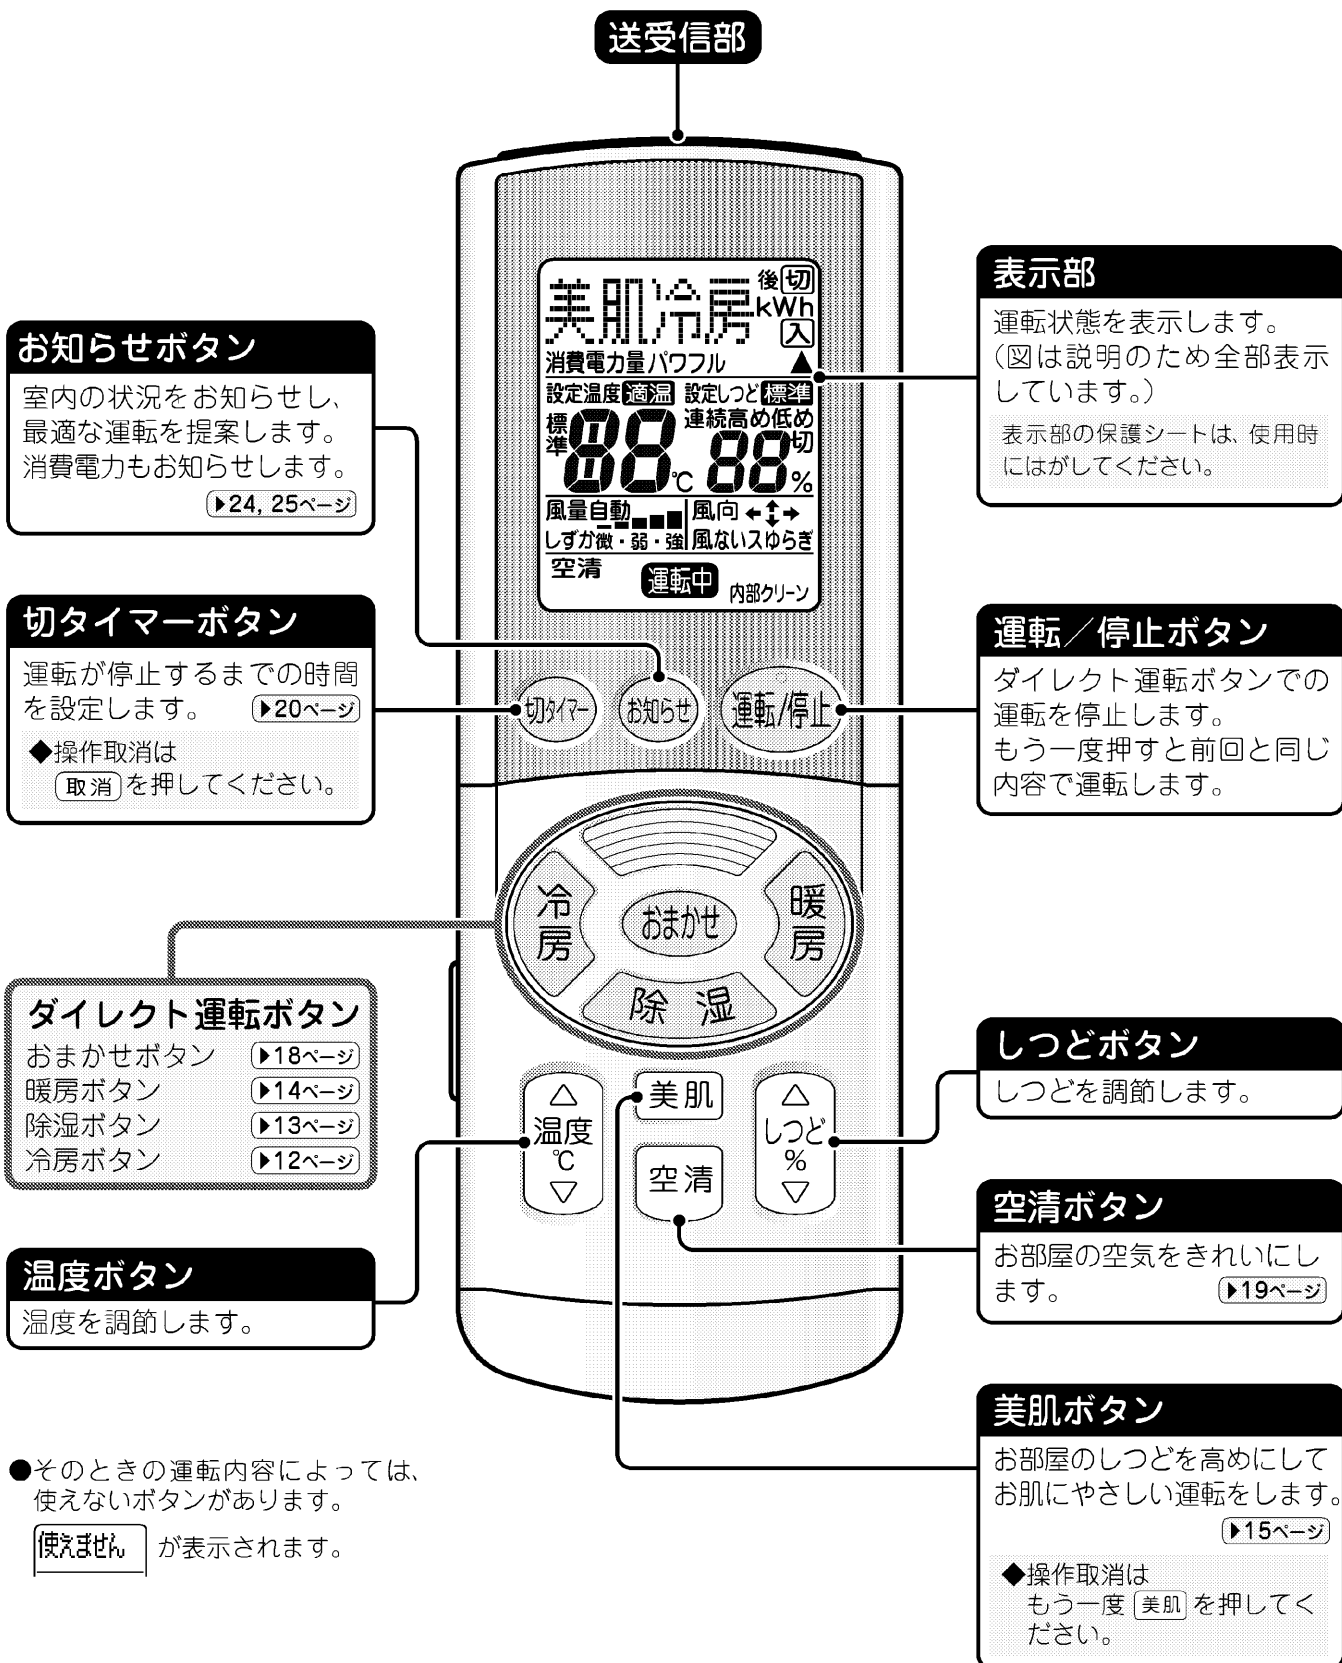 送受信部
お知らせボタン
室内の状況をお知らせし、
最適な運転を提案します。
消費電力もお知らせします。
▶24, 25ページ
切タイマーボタン
運転が停止するまでの時間
を設定します。 ▶20ページ
◆操作取消は
取消を押してください。
ダイレクト運転ボタン
おまかせボタン ▶18ページ
暖房ボタン ▶14ページ
除湿ボタン ▶13ページ
冷房ボタン ▶12ページ
温度ボタン
温度を調節します。
●そのときの運転内容によっては、
使えないボタンがあります。
使えません が表示されます。
美肌冷房 後切
kWh
入
消費電力量パワフル ▲
設定温度適温 設定しつど標準
標準 88℃ 連続高め低め
88% 切
風量自動 風向 ←↕→
しずか微・弱・強 風ないスゆらぎ
空清 運転中 内部クリーン
切タイマー お知らせ 運転/停止
冷房 おまかせ 暖房
除湿
△ 温度 ℃ ▽
美肌
空清
△ しつど % ▽
表示部
運転状態を表示します。
(図は説明のため全部表示
しています。)
表示部の保護シートは、使用時
にはがしてください。
運転/停止ボタン
ダイレクト運転ボタンでの
運転を停止します。
もう一度押すと前回と同じ
内容で運転します。
しつどボタン
しつどを調節します。
空清ボタン
お部屋の空気をきれいにし
ます。 ▶19ページ
美肌ボタン
お部屋のしつどを高めにして
お肌にやさしい運転をします。
▶15ページ
◆操作取消は
もう一度 美肌 を押してく
ださい。